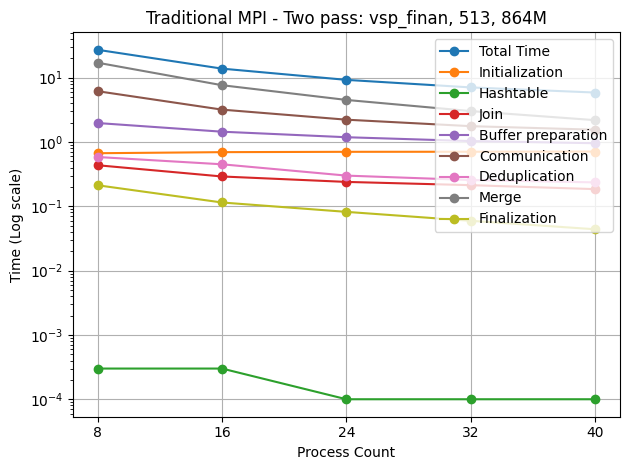 Traditional MPI - Two pass: vsp_finan, 513, 864M
Total Time
Initialization
Hashtable
Join
Buffer preparation
Communication
Deduplication
Merge
Finalization
Time (Log scale)
10¹
10⁰
10⁻¹
10⁻²
10⁻³
10⁻⁴
8 16 24 32 40
Process Count